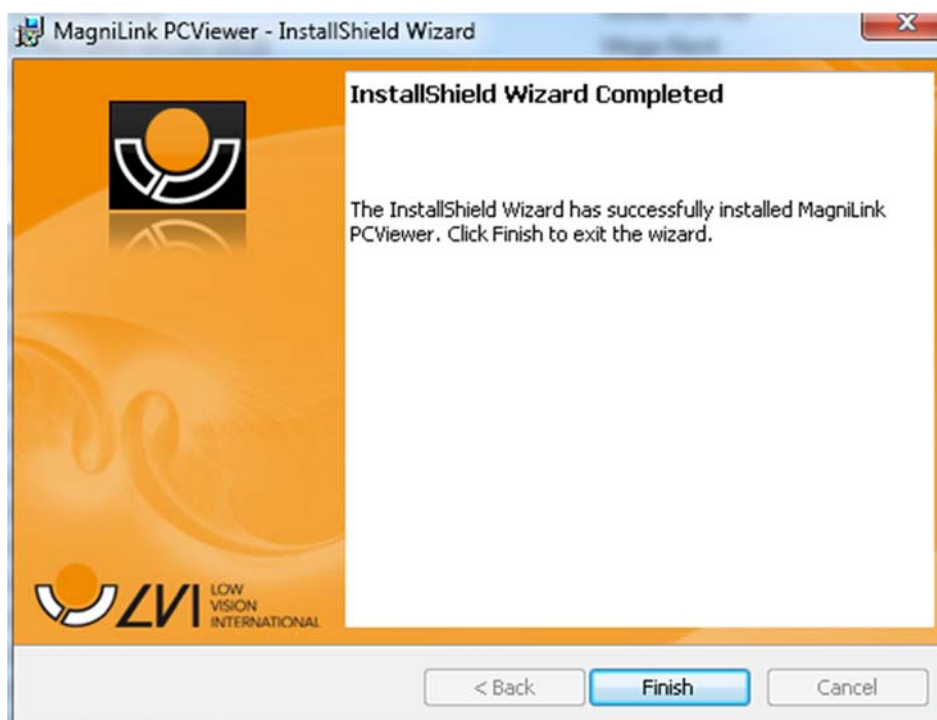 MagniLink PCViewer - InstallShield Wizard
InstallShield Wizard Completed
The InstallShield Wizard has successfully installed MagniLink
PCViewer. Click Finish to exit the wizard.
LVI
LOW
VISION
INTERNATIONAL
< Back
Finish
Cancel